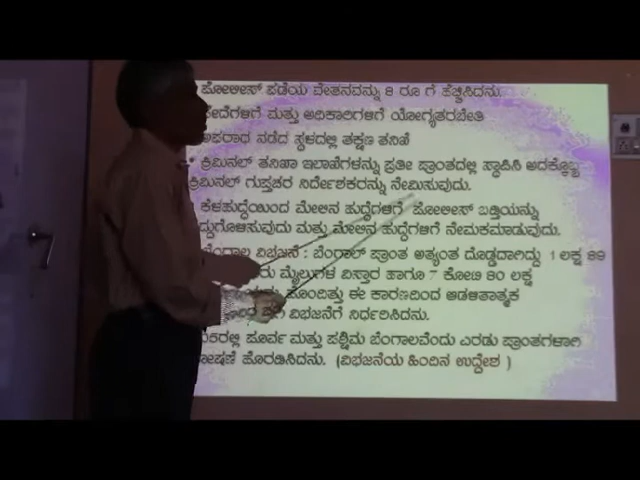 ಪೋಲೀಸ್ ಪಡೆಯ ವೇತನವನ್ನು 8 ರೂ ಗೆ ಹೆಚ್ಚಿಸಿದನು.
ಪೇದೆಗಳಿಗೆ ಮತ್ತು ಅಧಿಕಾರಿಗಳಿಗೆ ಯೋಗ್ಯತರಬೇತಿ
ಅಪರಾಧ ನಡೆದ ಸ್ಥಳದಲ್ಲಿ ತಕ್ಷಣ ತನಿಖೆ
ಕ್ರಿಮಿನಲ್ ತನಿಖಾ ಇಲಾಖೆಗಳನ್ನು ಪ್ರತೀ ಪ್ರಾಂತದಲ್ಲಿ ಸ್ಥಾಪಿಸಿ ಅದಕ್ಕೊಬ್ಬ
ಕ್ರಿಮಿನಲ್ ಗುಪ್ತಚರ ನಿರ್ದೇಶಕರನ್ನು ನೇಮಿಸುವುದು.
ಕೆಳಹುದ್ದೆಯಿಂದ ಮೇಲಿನ ಹುದ್ದೆಗಳಿಗೆ ಪೋಲೀಸ್ ಬಡ್ತಿಯನ್ನು
ಮತ್ತು ಮೇಲಿನ ಹುದ್ದೆಗಳಿಗೆ ನೇಮಕಮಾಡುವುದು.
ಬೆಂಗಾಲ ವಿಭಜನೆ : ಬೆಂಗಾಲ್ ಪ್ರಾಂತ ಅತ್ಯಂತ ದೊಡ್ಡದಾಗಿದ್ದು 1 ಲಕ್ಷ 89
ಮೈಲುಗಳ ವಿಸ್ತಾರ ಹಾಗೂ 7 ಕೋಟಿ 80 ಲಕ್ಷ
ಹೊಂದಿತ್ತು ಈ ಕಾರಣದಿಂದ ಆಡಳಿತಾತ್ಮಕ
ವಿಭಜನೆಗೆ ನಿರ್ಧರಿಸಿದನು.
ಪೂರ್ವ ಮತ್ತು ಪಶ್ಚಿಮ ಬೆಂಗಾಲವೆಂದು ಎರಡು ಪ್ರಾಂತಗಳಾಗಿ
ಹೊರಡಿಸಿದನು. (ವಿಭಜನೆಯ ಹಿಂದಿನ ಉದ್ದೇಶ )